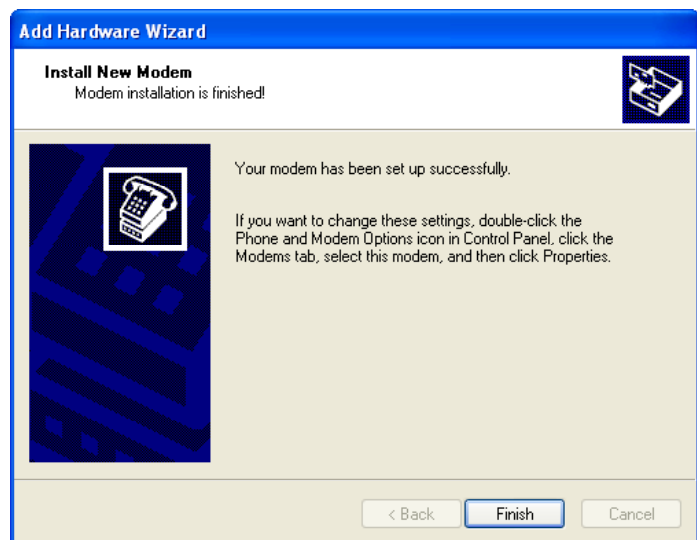 Add Hardware Wizard
Install New Modem
Modem installation is finished!
Your modem has been set up successfully.
If you want to change these settings, double-click the
Phone and Modem Options icon in Control Panel, click the
Modems tab, select this modem, and then click Properties.
< Back
Finish
Cancel